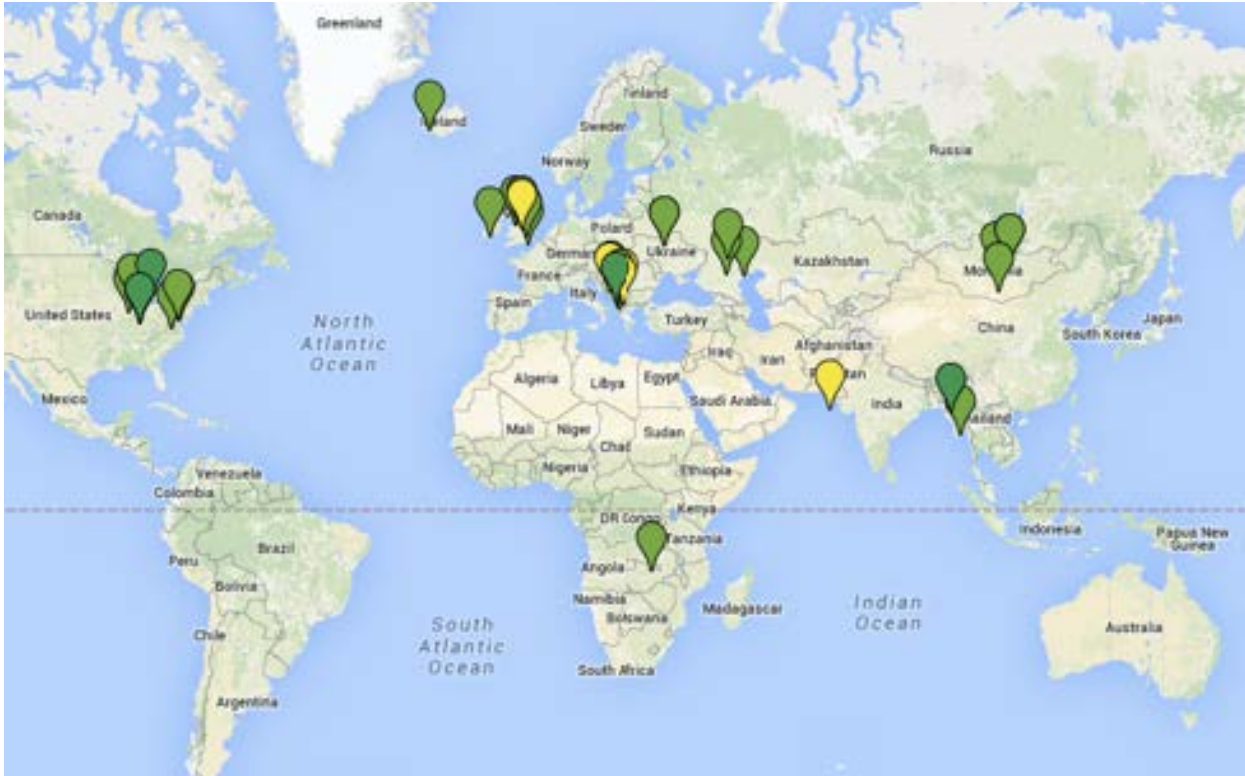 Greenland
Finland
Sweden
Russia
Norway
Canada
Poland
Ukraine
Kazakhstan
France
Italy
Spain
United States
North
Atlantic
Ocean
Turkey
China
Japan
South Korea
Afghanistan
Iraq
Iran
Algeria
Libya
Egypt
Saudi Arabia
India
Mexico
Mali
Niger
Chad
Sudan
Nigeria
Ethiopia
Venezuela
Colombia
Kenya
DR Congo
Tanzania
Indonesia
Papua New
Guinea
Brazil
Peru
Angola
Bolivia
Namibia
Botswana
Madagascar
Indian
Ocean
South
Atlantic
Ocean
Chile
Australia
South Africa
Argentina